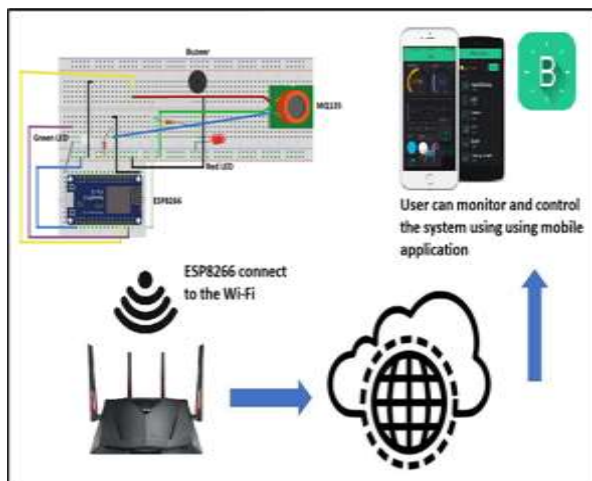 Buzzer
MQ135
Green LED
Red LED
ESP8266
B
User can monitor and control
the system using using mobile
application
ESP8266 connect
to the Wi-Fi